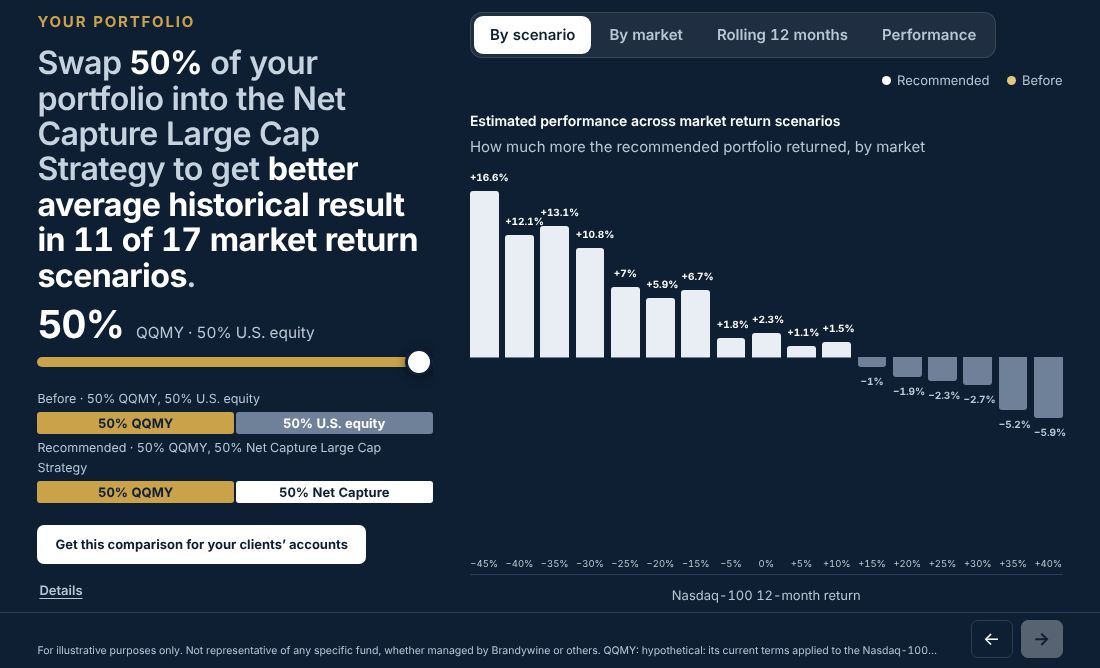 YOUR PORTFOLIO
Swap 50% of your
portfolio into the Net
Capture Large Cap
Strategy to get better
average historical result
in 11 of 17 market return
scenarios.
50% QQMY · 50% U.S. equity
Before · 50% QQMY, 50% U.S. equity
50% QQMY 50% U.S. equity
Recommended · 50% QQMY, 50% Net Capture Large Cap
Strategy
50% QQMY 50% Net Capture
Get this comparison for your clients’ accounts
Details
By scenario By market Rolling 12 months Performance
Recommended Before
Estimated performance across market return scenarios
How much more the recommended portfolio returned, by market
+16.6% +12.1% +13.1% +10.8% +7% +5.9% +6.7% +1.8% +2.3% +1.1% +1.5% −1% −1.9% −2.3% −2.7% −5.2% −5.9%
−45% −40% −35% −30% −25% −20% −15% −5% 0% +5% +10% +15% +20% +25% +30% +35% +40%
Nasdaq-100 12-month return
For illustrative purposes only. Not representative of any specific fund, whether managed by Brandywine or others. QQMY: hypothetical: its current terms applied to the Nasdaq-100...
← →